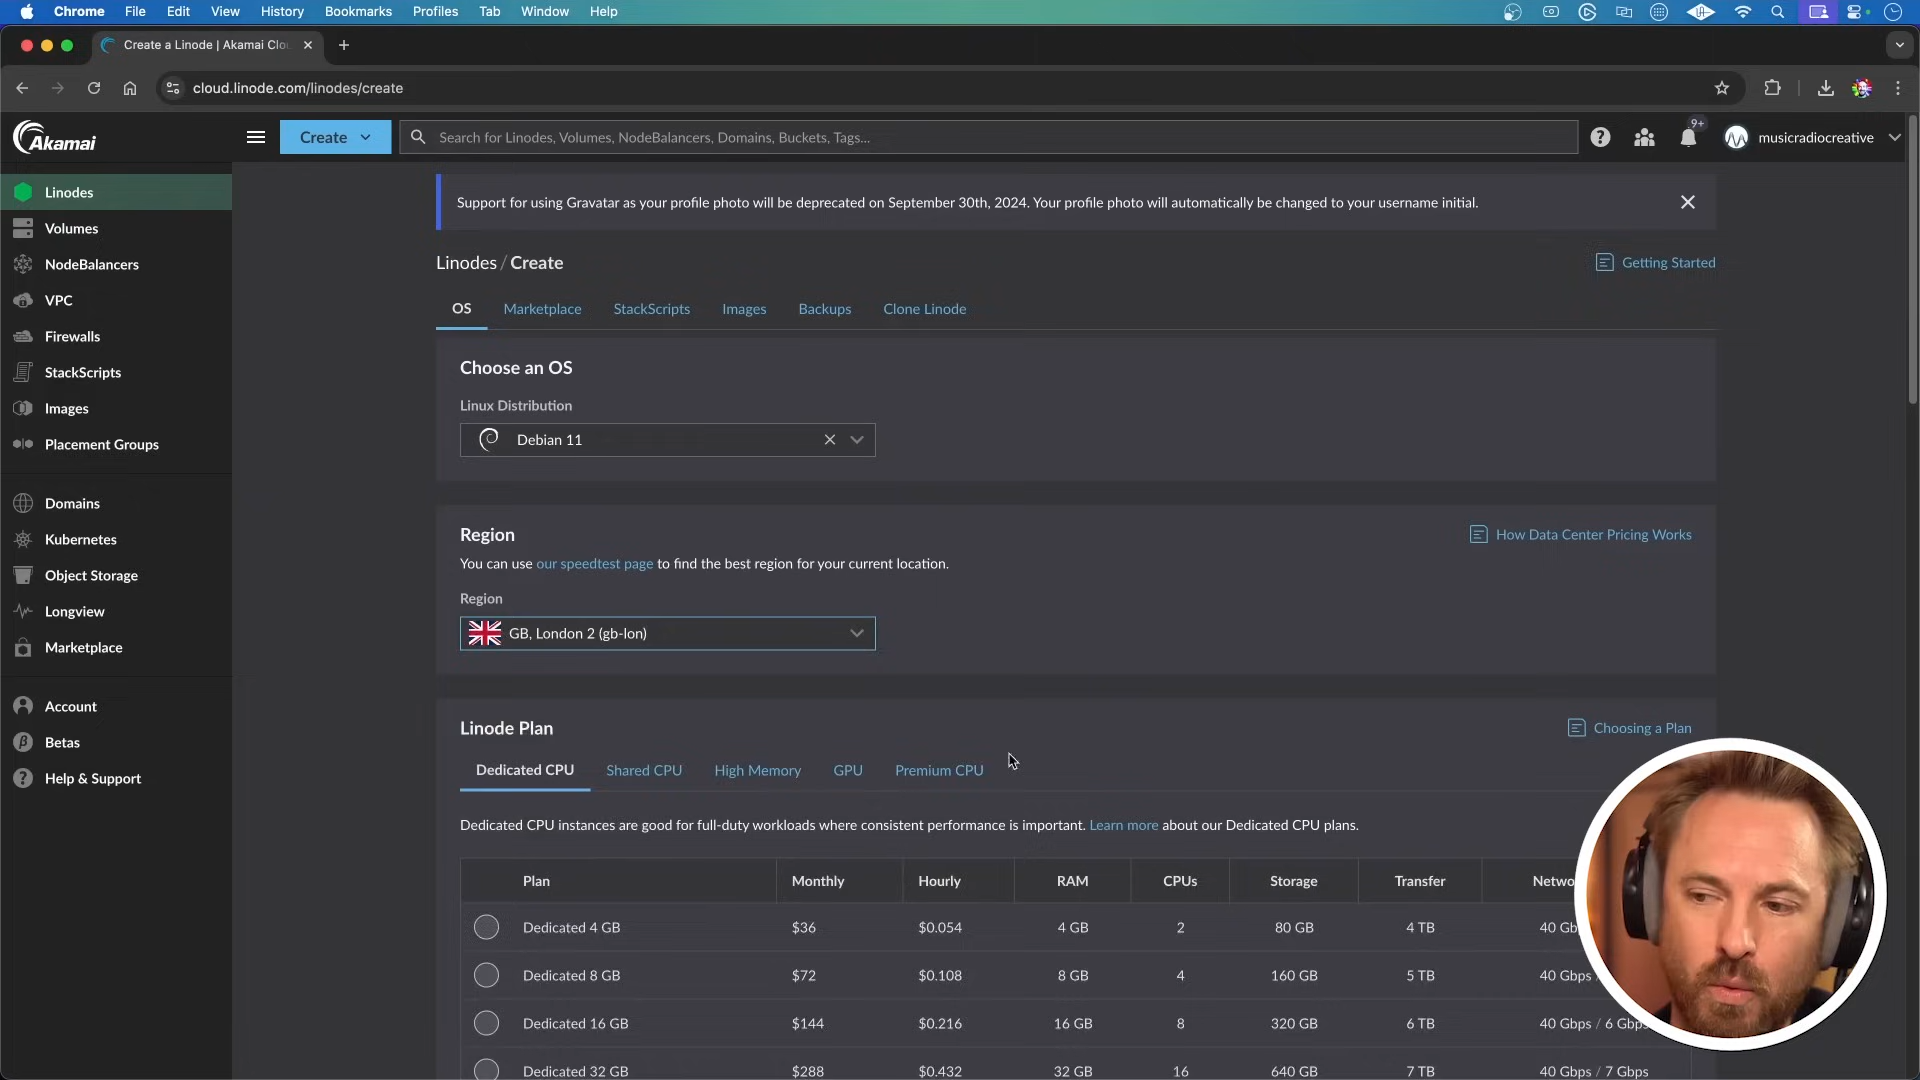 Chrome File Edit View History Bookmarks Profiles Tab Window Help
Create a Linode | Akamai Clo
cloud.linode.com/linodes/create
Akamai
Create
Search for Linodes, Volumes, NodeBalancers, Domains, Buckets, Tags...
9+
musicradiocreative
Linodes
Volumes
NodeBalancers
VPC
Firewalls
StackScripts
Images
Placement Groups
Domains
Kubernetes
Object Storage
Longview
Marketplace
Account
Betas
Help & Support
Support for using Gravatar as your profile photo will be deprecated on September 30th, 2024. Your profile photo will automatically be changed to your username initial.
Linodes / Create
Getting Started
OS Marketplace StackScripts Images Backups Clone Linode
Choose an OS
Linux Distribution
Debian 11
Region
How Data Center Pricing Works
You can use our speedtest page to find the best region for your current location.
Region
GB, London 2 (gb-lon)
Linode Plan
Choosing a Plan
Dedicated CPU Shared CPU High Memory GPU Premium CPU
Dedicated CPU instances are good for full-duty workloads where consistent performance is important. Learn more about our Dedicated CPU plans.
Plan Monthly Hourly RAM CPUs Storage Transfer Netwo
Dedicated 4 GB $36 $0.054 4 GB 2 80 GB 4 TB 40 Gb
Dedicated 8 GB $72 $0.108 8 GB 4 160 GB 5 TB 40 Gbps
Dedicated 16 GB $144 $0.216 16 GB 8 320 GB 6 TB 40 Gbps / 6 Gbps
Dedicated 32 GB $288 $0.432 32 GB 16 640 GB 7 TB 40 Gbps / 7 Gbps